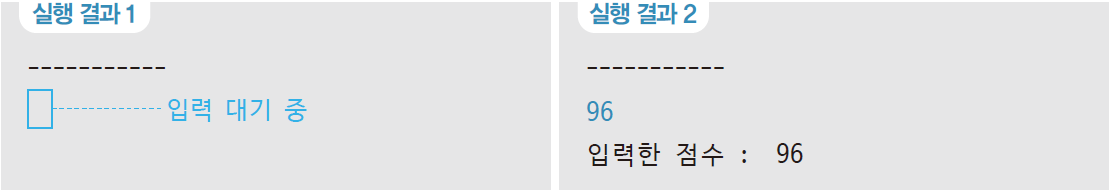 실행 결과 1
-----------
입력 대기 중
실행 결과 2
-----------
96
입력한 점수 :  96